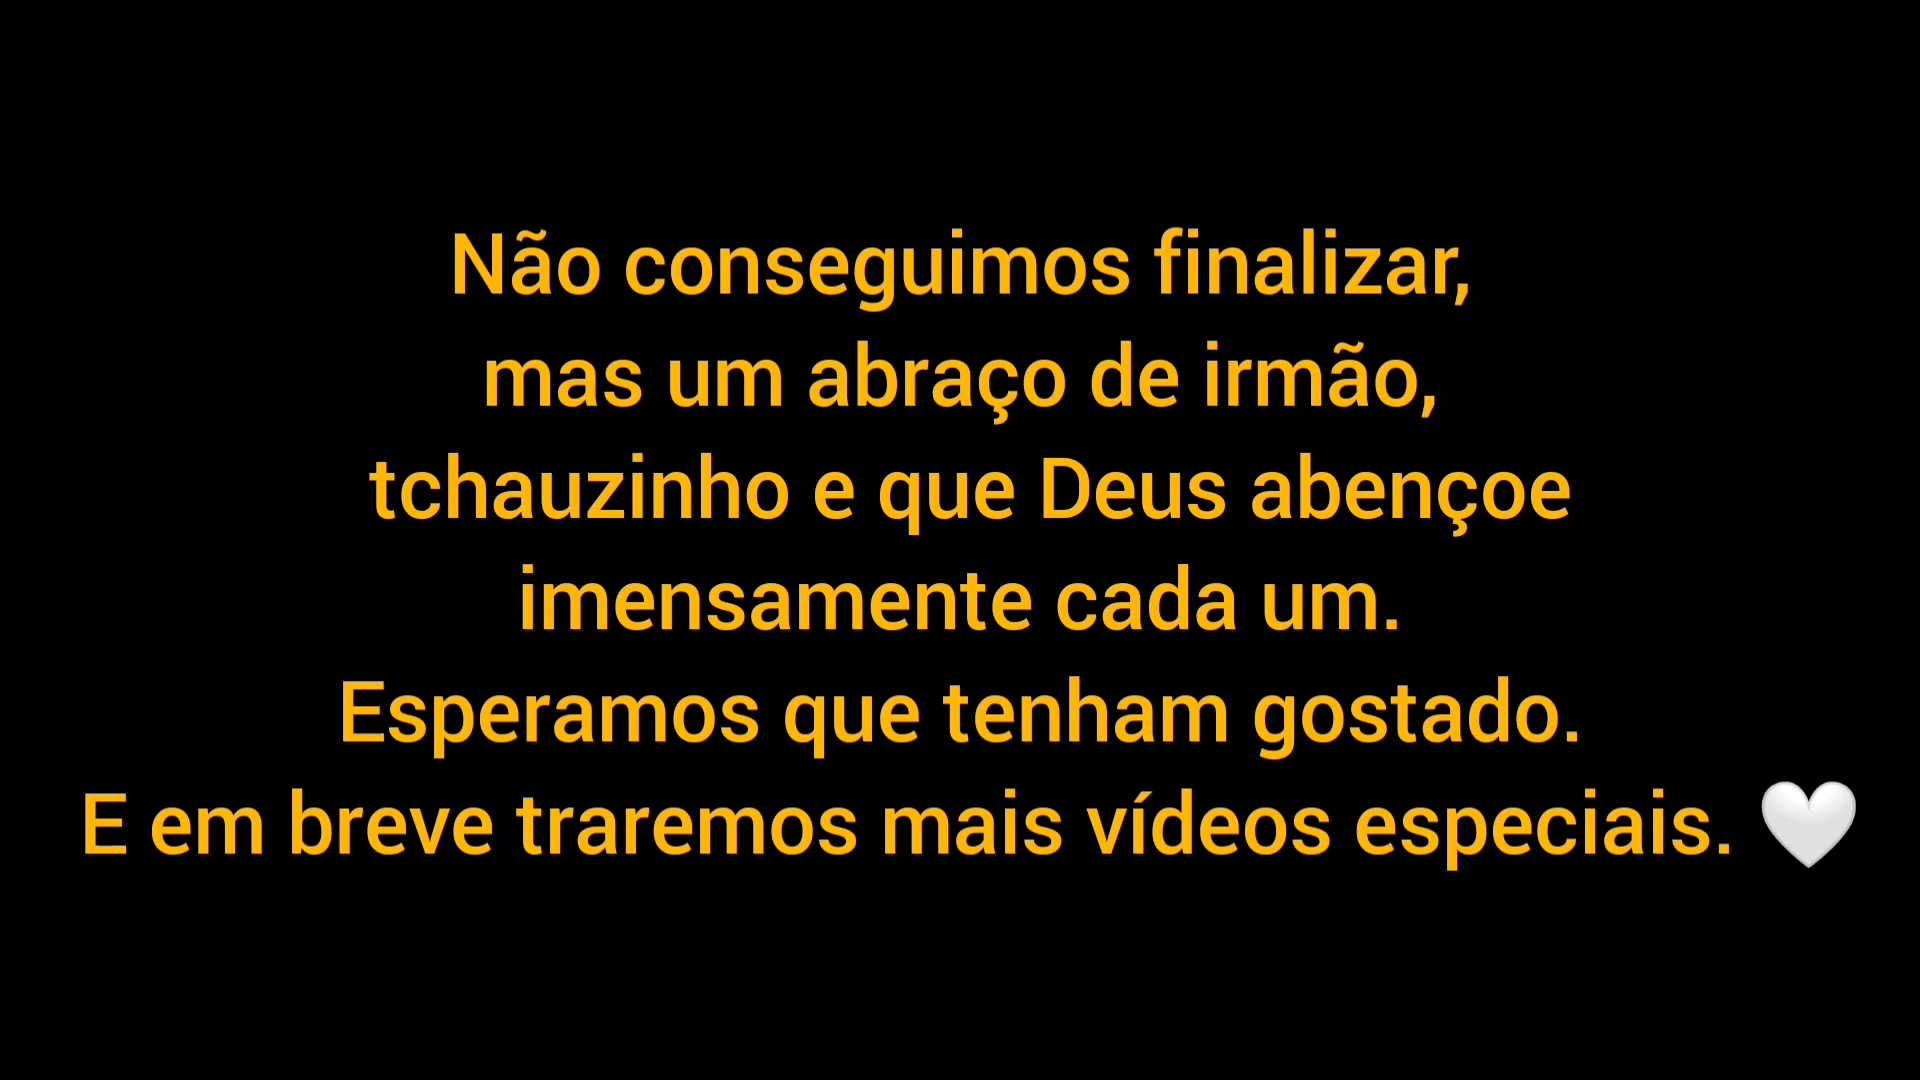 Não conseguimos finalizar,
mas um abraço de irmão,
tchauzinho e que Deus abençoe
imensamente cada um.
Esperamos que tenham gostado.
E em breve traremos mais vídeos especiais. 🤍